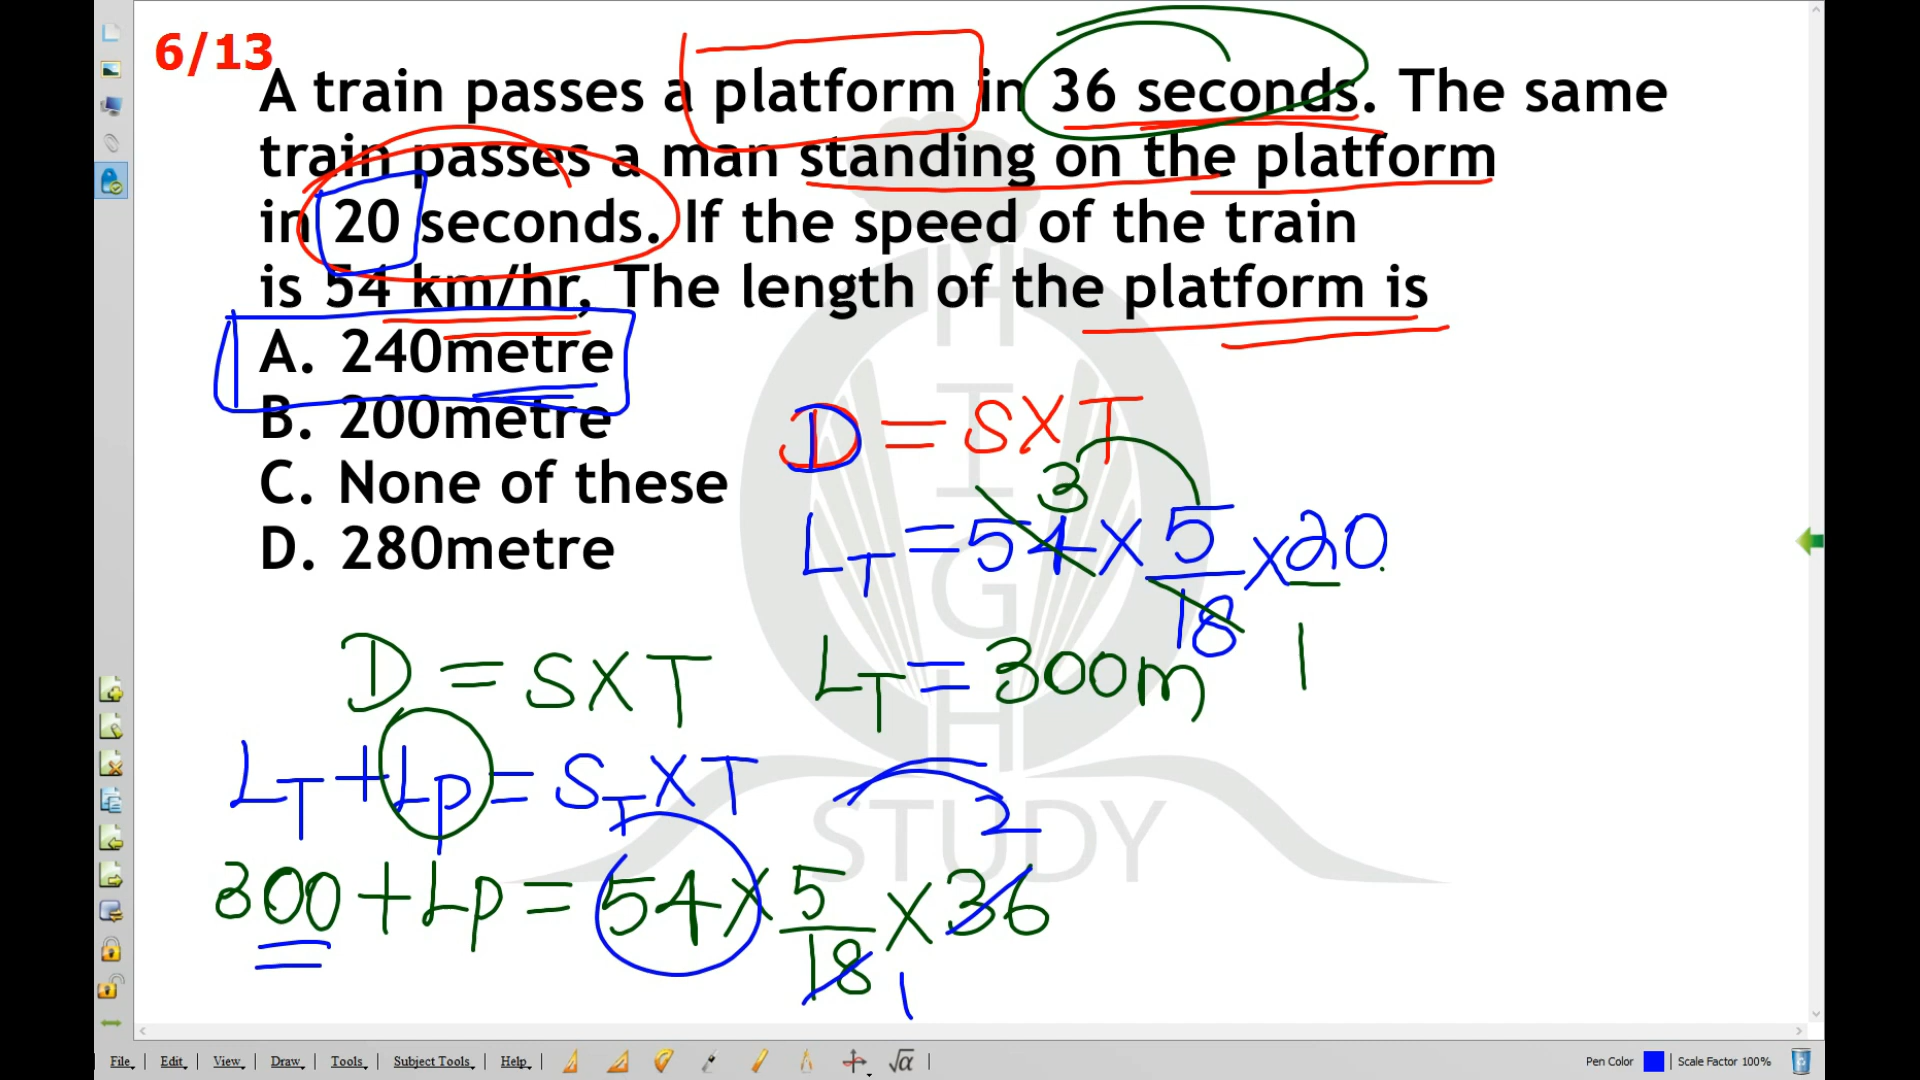 6/13
A train passes a platform in 36 seconds. The same
train passes a man standing on the platform
in 20 seconds. If the speed of the train
is 54 km/hr, The length of the platform is
A. 240metre
B. 200metre
C. None of these
D. 280metre
D = S X T
3
LT = 54 X 5/18 X 20
1
LT = 300m
D = S X T
LT + LP = ST X T
2
300 + LP = 54 X 5/18 X 36
1
HIGH
STUDY
File Edit View Draw Tools Subject Tools Help
√α
Pen Color Scale Factor 100%